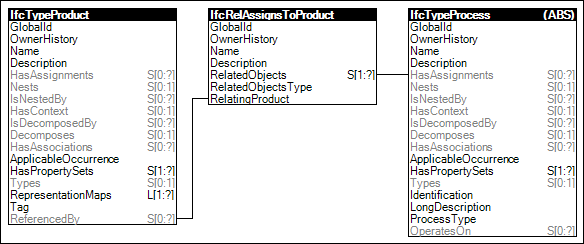 IfcTypeProduct
GlobalId
OwnerHistory
Name
Description
HasAssignments S[0:?]
Nests S[0:1]
IsNestedBy S[0:?]
HasContext S[0:1]
IsDecomposedBy S[0:?]
Decomposes S[0:1]
HasAssociations S[0:?]
ApplicableOccurrence
HasPropertySets S[1:?]
Types S[0:1]
RepresentationMaps L[1:?]
Tag
ReferencedBy S[0:?]
IfcRelAssignsToProduct
GlobalId
OwnerHistory
Name
Description
RelatedObjects S[1:?]
RelatedObjectsType
RelatingProduct
IfcTypeProcess (ABS)
GlobalId
OwnerHistory
Name
Description
HasAssignments S[0:?]
Nests S[0:1]
IsNestedBy S[0:?]
HasContext S[0:1]
IsDecomposedBy S[0:?]
Decomposes S[0:1]
HasAssociations S[0:?]
ApplicableOccurrence
HasPropertySets S[1:?]
Types S[0:1]
Identification
LongDescription
ProcessType
OperatesOn S[0:?]